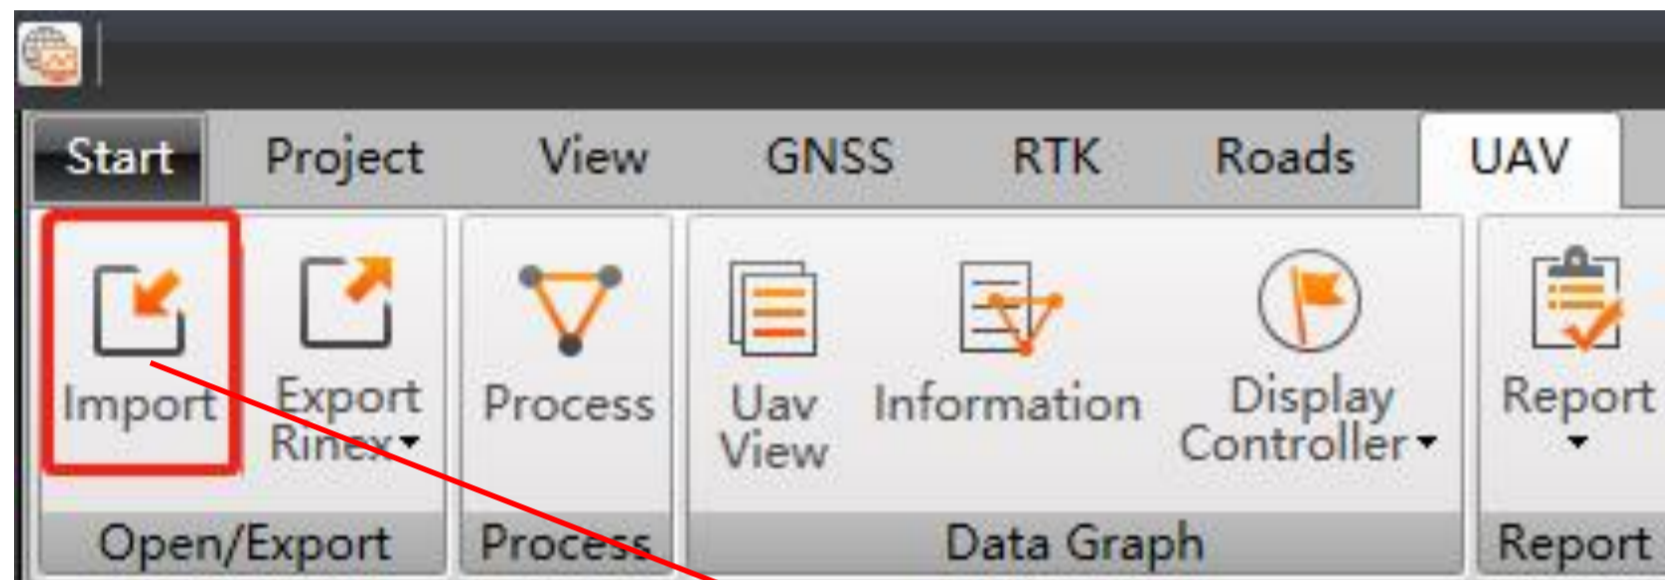 Start Project View GNSS RTK Roads UAV
Import Export Rinex Process Uav View Information Display Controller Report
Open/Export Process Data Graph Report